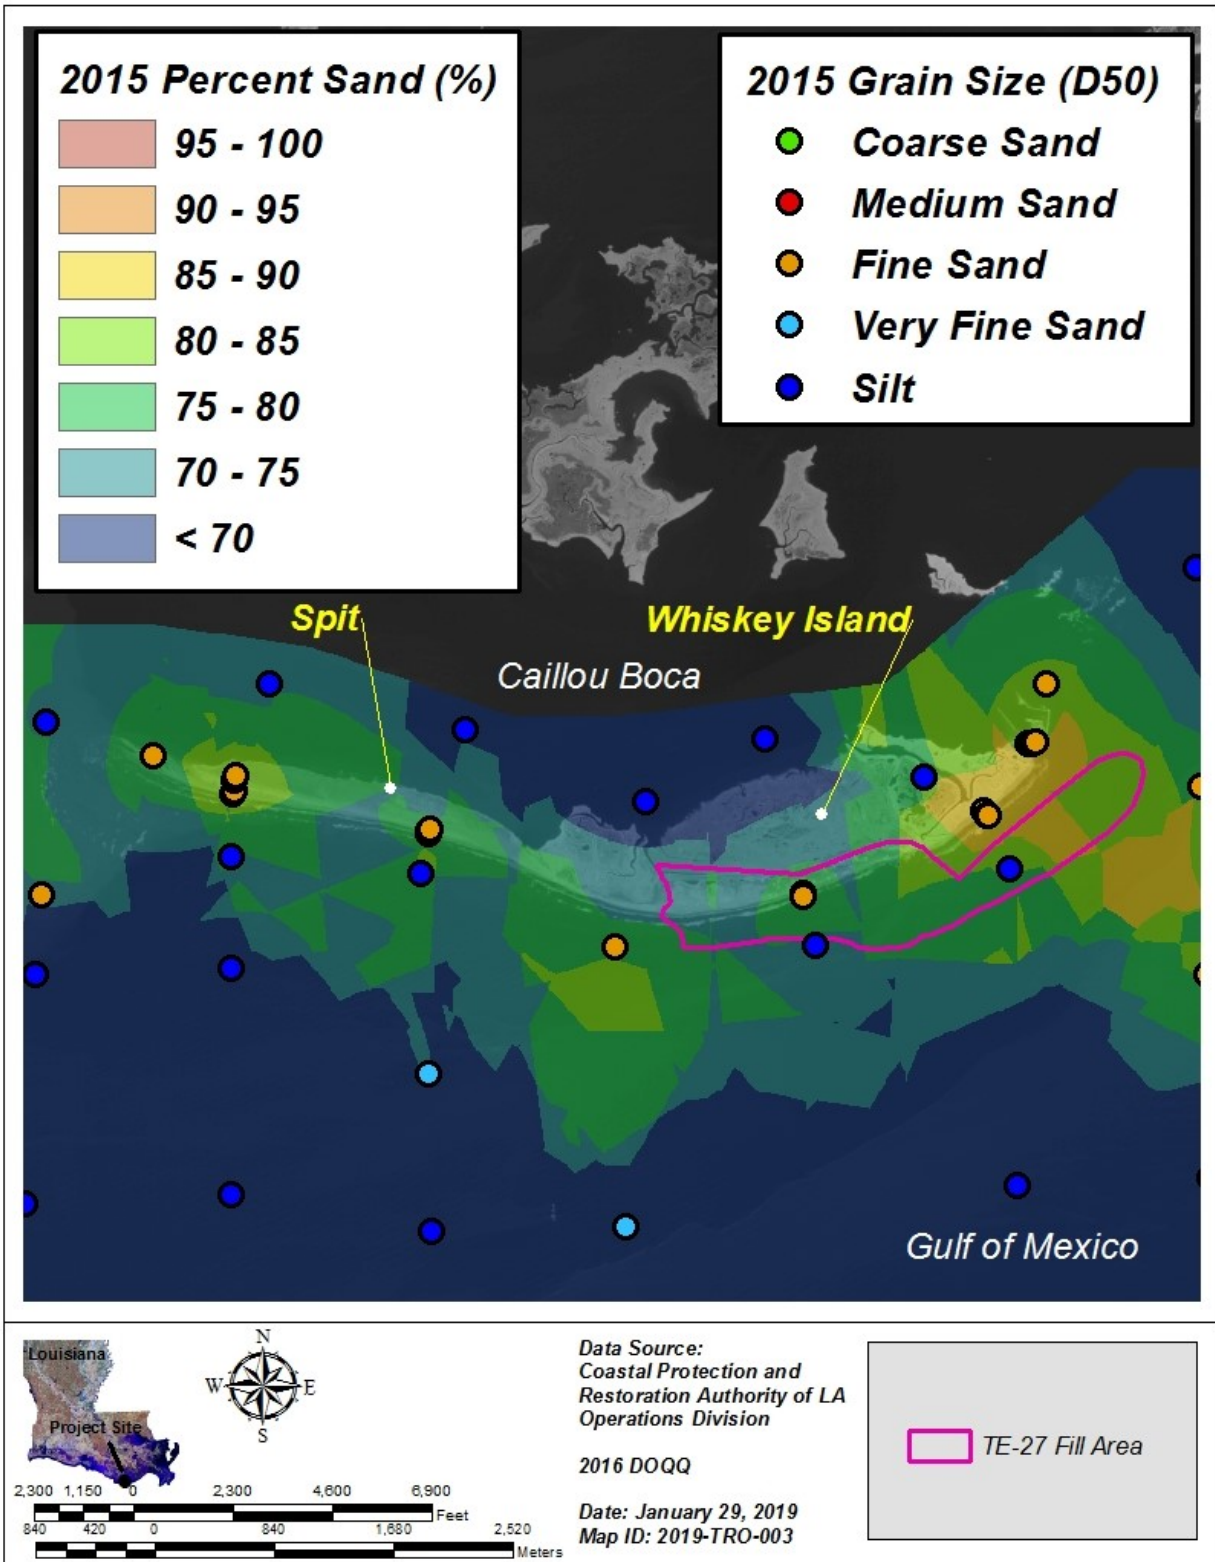 2015 Percent Sand (%)
95 - 100
90 - 95
85 - 90
80 - 85
75 - 80
70 - 75
< 70
2015 Grain Size (D50)
Coarse Sand
Medium Sand
Fine Sand
Very Fine Sand
Silt
Spit
Whiskey Island
Caillou Boca
Gulf of Mexico
Louisiana
Project Site
N
W E
S
2,300 1,150 0 2,300 4,600 6,900
Feet
840 420 0 840 1,680 2,520
Meters
Data Source:
Coastal Protection and
Restoration Authority of LA
Operations Division
2016 DOQQ
Date: January 29, 2019
Map ID: 2019-TRO-003
TE-27 Fill Area